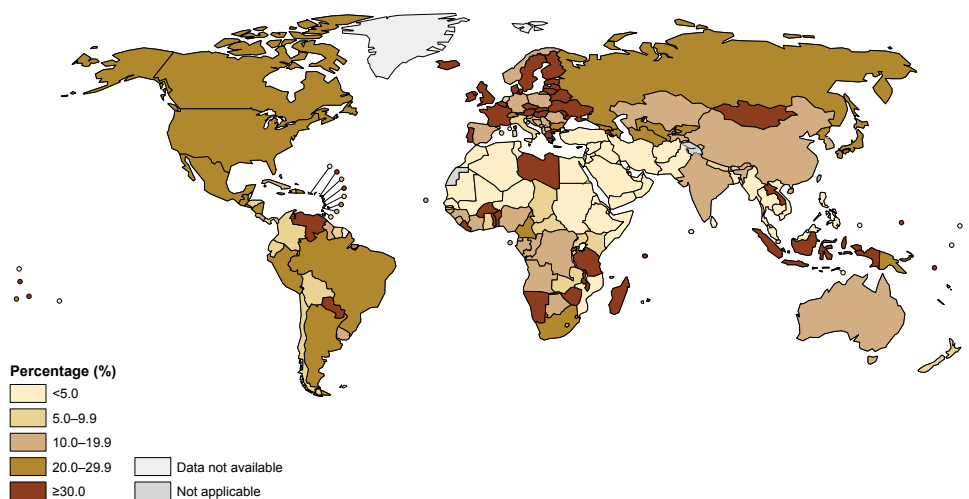 Percentage (%)
<5.0
5.0–9.9
10.0–19.9
20.0–29.9
≥30.0
Data not available
Not applicable